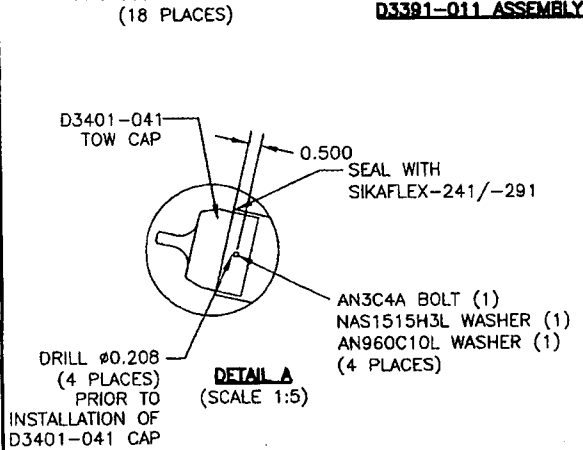 (18 PLACES)
D3391-011 ASSEMBLY
D3401-041
TOW CAP
0.500
SEAL WITH
SIKAFLEX-241/-291
AN3C4A BOLT (1)
NAS1515H3L WASHER (1)
AN960C10L WASHER (1)
(4 PLACES)
DRILL ⌀0.208
(4 PLACES)
PRIOR TO
INSTALLATION OF
D3401-041 CAP
DETAIL A
(SCALE 1:5)